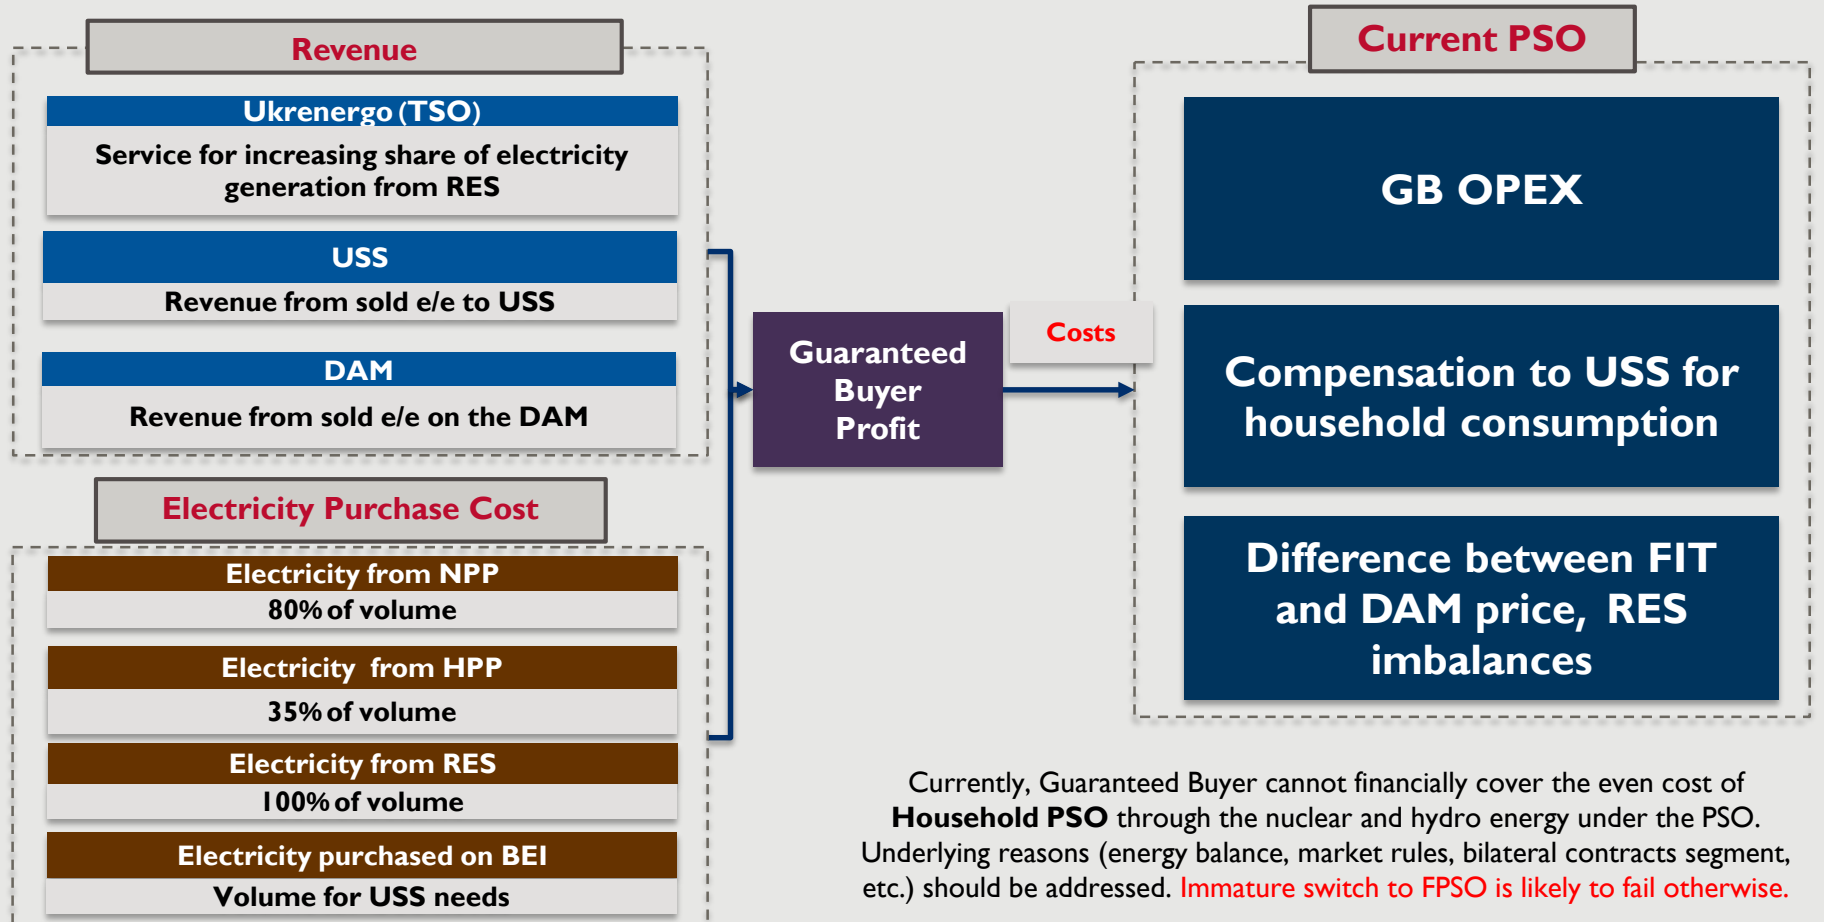 Revenue
Ukrenergo (TSO)
Service for increasing share of electricity
generation from RES
USS
Revenue from sold e/e to USS
DAM
Revenue from sold e/e on the DAM
Electricity Purchase Cost
Electricity from NPP
80% of volume
Electricity from HPP
35% of volume
Electricity from RES
100% of volume
Electricity purchased on BEI
Volume for USS needs
Guaranteed
Buyer
Profit
Costs
Current PSO
GB OPEX
Compensation to USS for
household consumption
Difference between FIT
and DAM price, RES
imbalances
Currently, Guaranteed Buyer cannot financially cover the even cost of
Household PSO through the nuclear and hydro energy under the PSO.
Underlying reasons (energy balance, market rules, bilateral contracts segment,
etc.) should be addressed. Immature switch to FPSO is likely to fail otherwise.